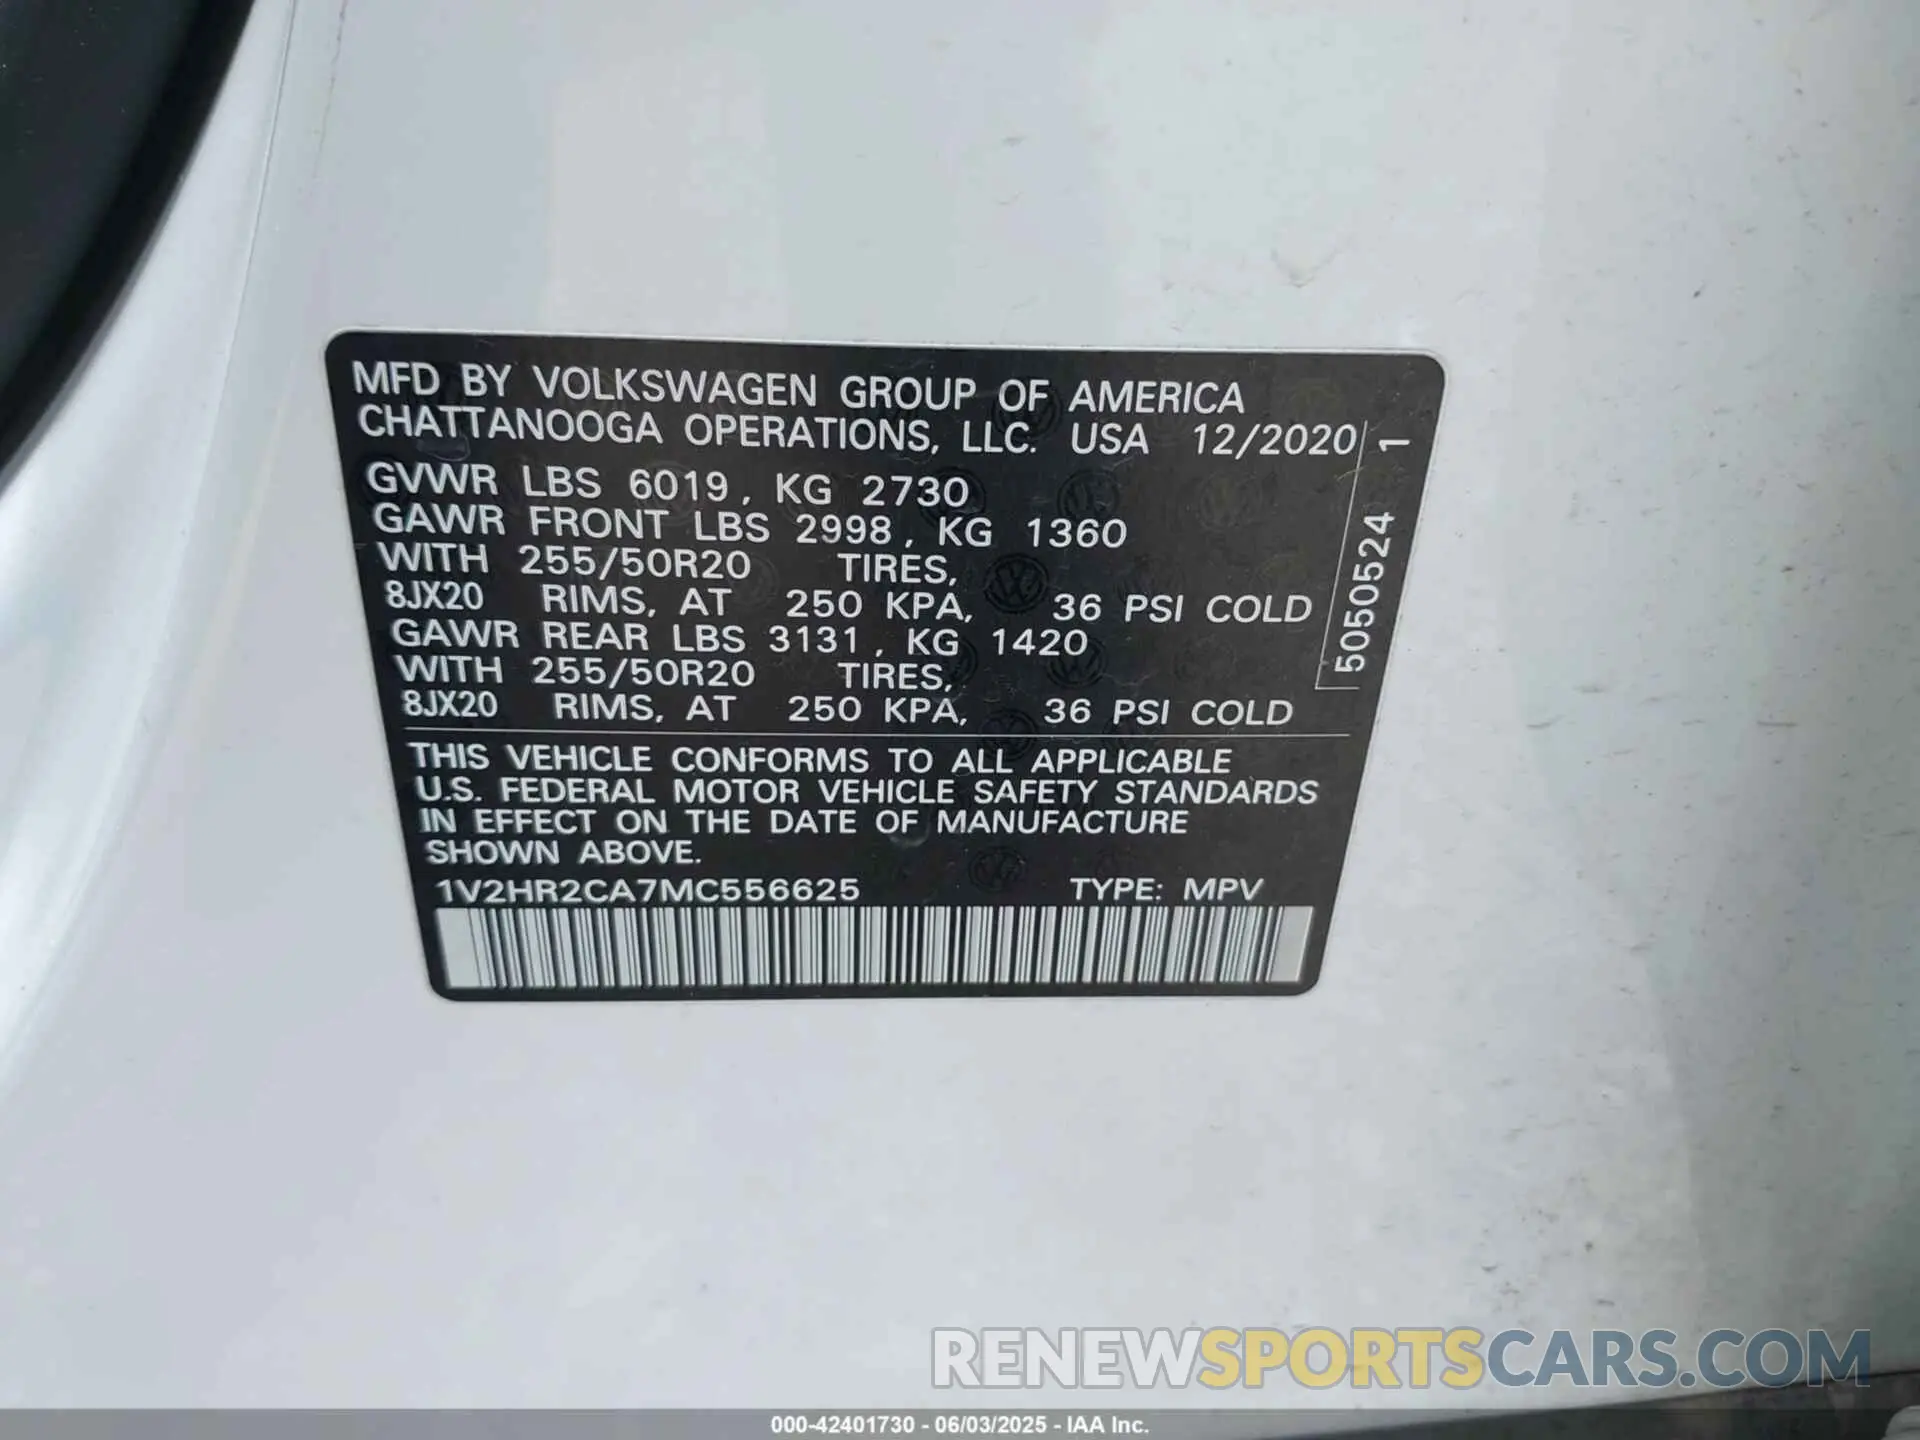 MFD BY VOLKSWAGEN GROUP OF AMERICA
CHATTANOOGA OPERATIONS, LLC. USA 12/2020
GVWR LBS 6019, KG 2730
GAWR FRONT LBS 2998, KG 1360
WITH 255/50R20 TIRES,
8JX20 RIMS, AT 250 KPA, 36 PSI COLD
GAWR REAR LBS 3131, KG 1420
WITH 255/50R20 TIRES,
8JX20 RIMS, AT 250 KPA, 36 PSI COLD
5050524 1
THIS VEHICLE CONFORMS TO ALL APPLICABLE
U.S. FEDERAL MOTOR VEHICLE SAFETY STANDARDS
IN EFFECT ON THE DATE OF MANUFACTURE
SHOWN ABOVE.
1V2HR2CA7MC556625 TYPE: MPV
RENEWSPORTSCARS.COM
000-42401730 - 06/03/2025 - IAA Inc.